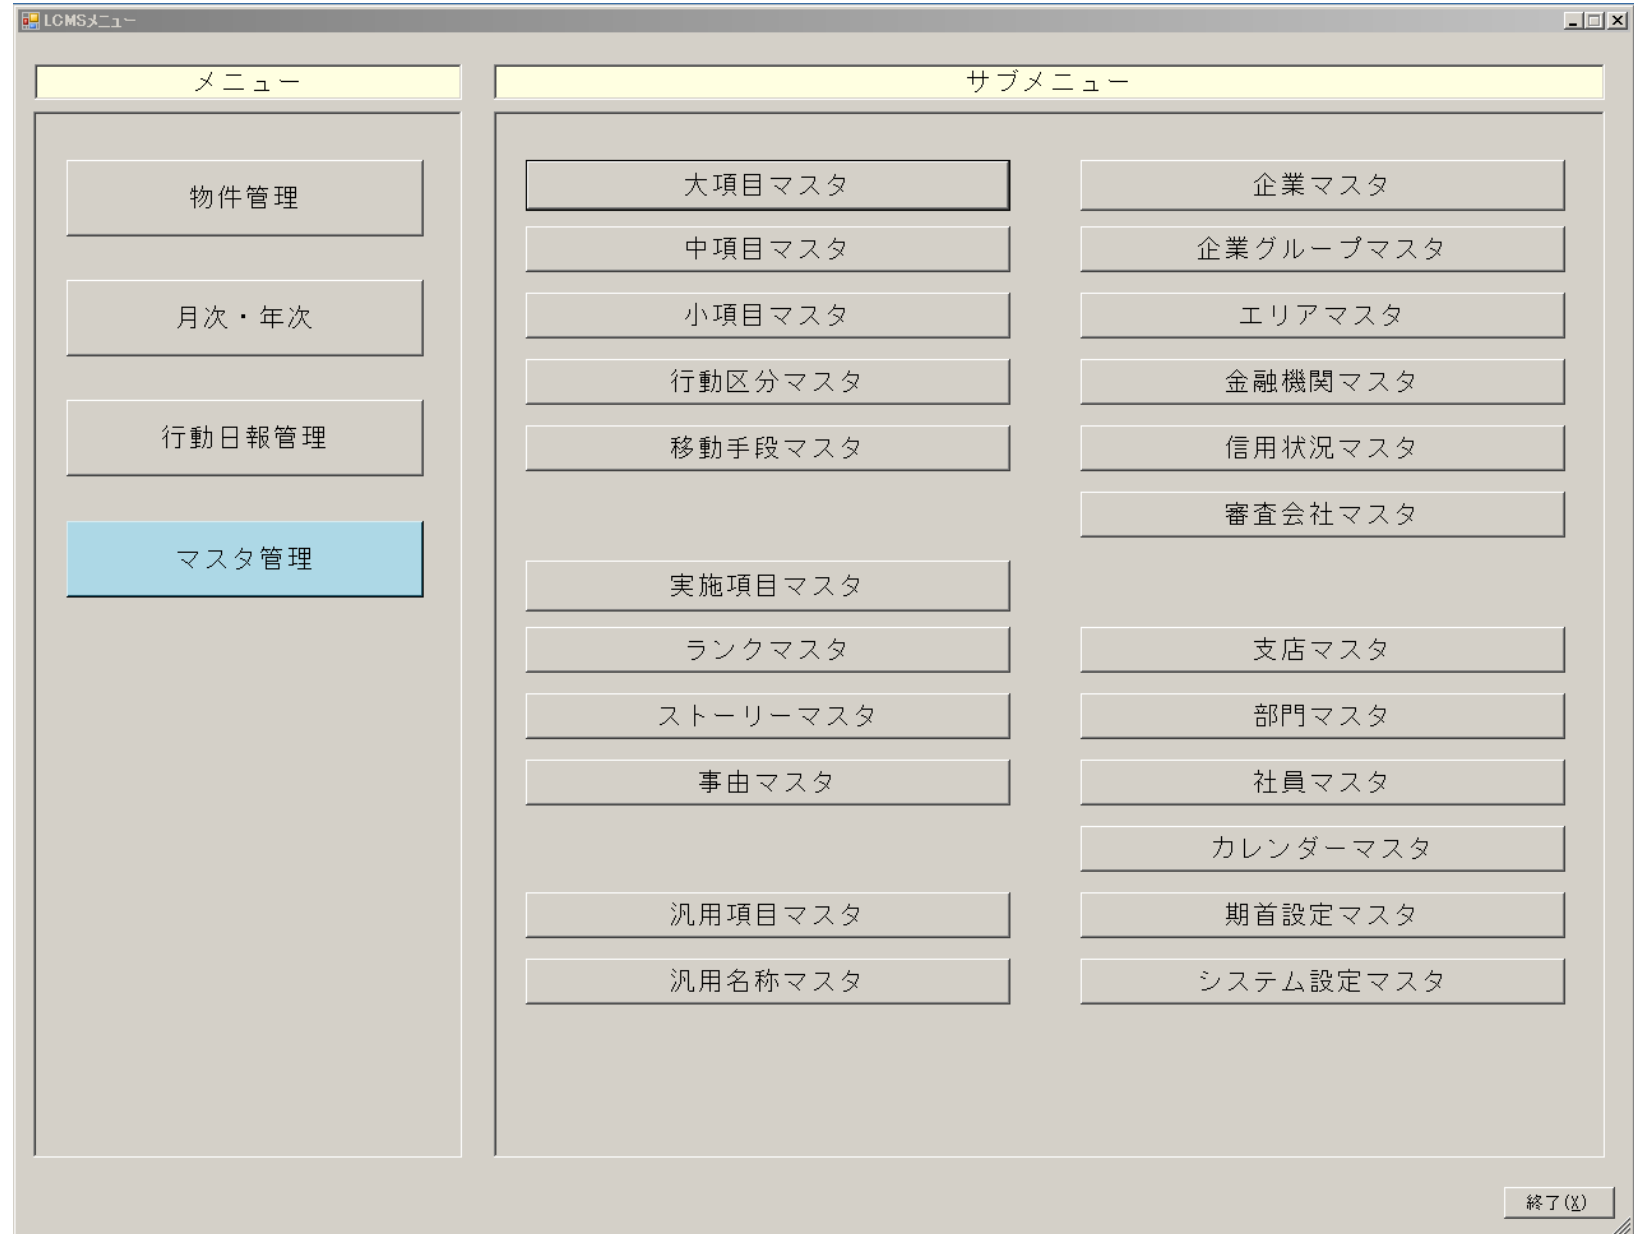 LCMSメニュー
メニュー
サブメニュー
物件管理
月次・年次
行動日報管理
マスタ管理
大項目マスタ
中項目マスタ
小項目マスタ
行動区分マスタ
移動手段マスタ
実施項目マスタ
ランクマスタ
ストーリーマスタ
事由マスタ
汎用項目マスタ
汎用名称マスタ
企業マスタ
企業グループマスタ
エリアマスタ
金融機関マスタ
信用状況マスタ
審査会社マスタ
支店マスタ
部門マスタ
社員マスタ
カレンダーマスタ
期首設定マスタ
システム設定マスタ
終了(X)